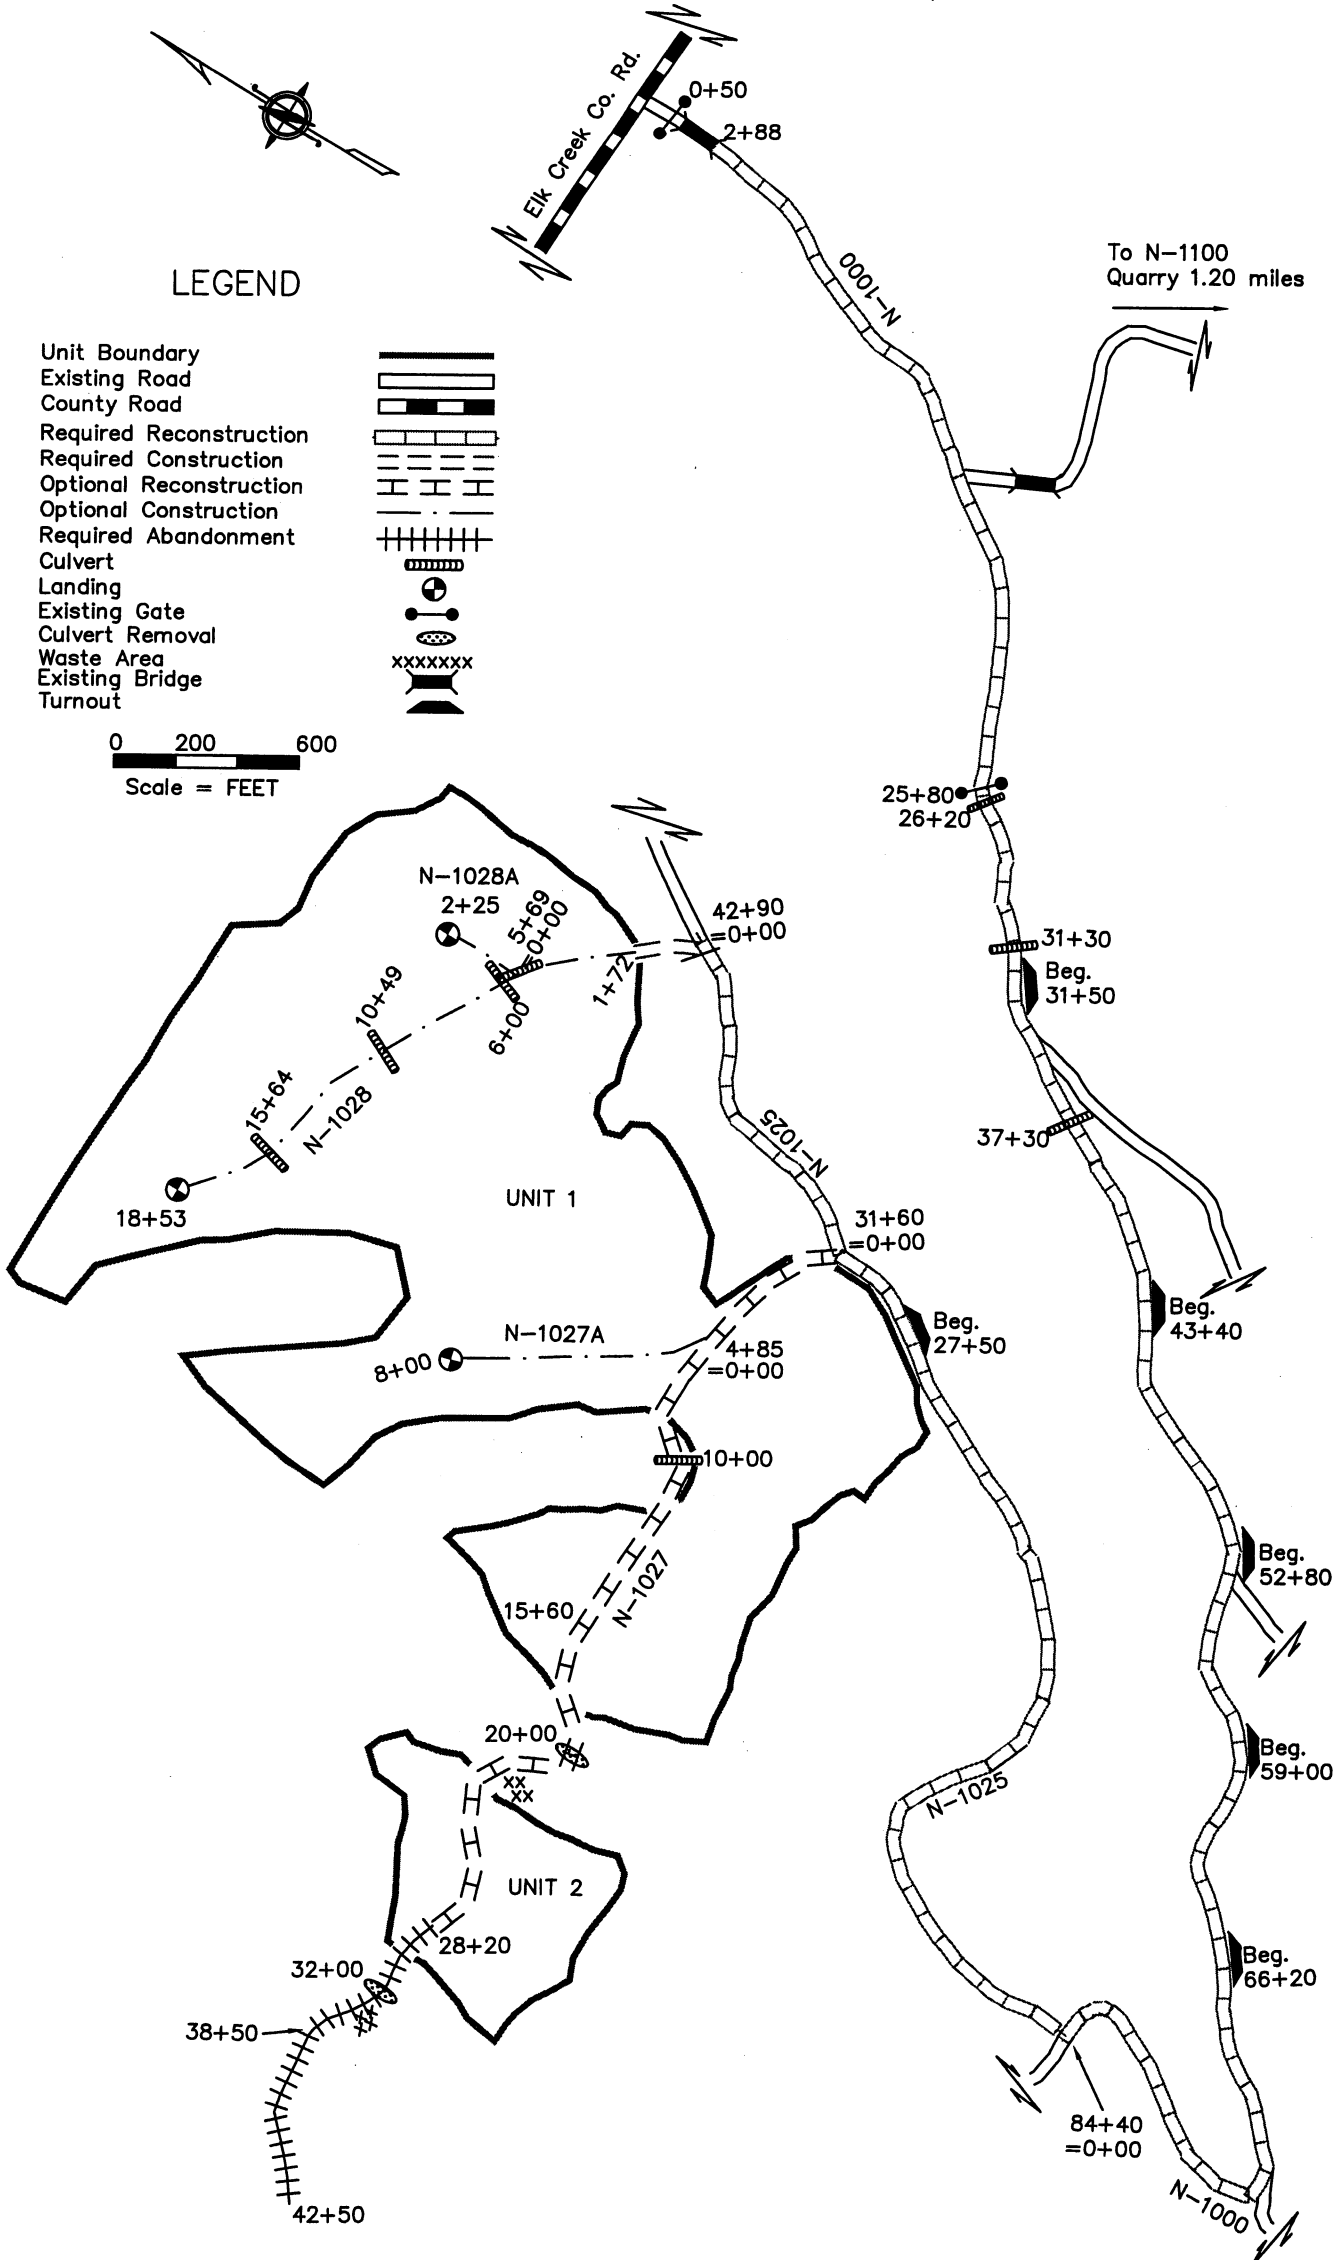 Elk Creek Co. Rd.
0+50
2+88
N-1000
To N-1100
Quarry 1.20 miles
LEGEND
Unit Boundary
Existing Road
County Road
Required Reconstruction
Required Construction
Optional Reconstruction
Optional Construction
Required Abandonment
Culvert
Landing
Existing Gate
Culvert Removal
Waste Area
xxxxxxx
Existing Bridge
Turnout
0 200 600
Scale = FEET
25+80
26+20
N-1028A
2+25
5+69
=0+00
42+90
=0+00
1+72
31+30
Beg.
31+50
10+49
6+00
15+64
N-1028
N-1025
37+30
18+53
UNIT 1
31+60
=0+00
Beg.
43+40
N-1027A
8+00
4+85
=0+00
Beg.
27+50
10+00
Beg.
52+80
N-1027
15+60
20+00
xx
xx
Beg.
59+00
N-1025
UNIT 2
28+20
32+00
xx
xx
Beg.
66+20
38+50
84+40
=0+00
N-1000
42+50